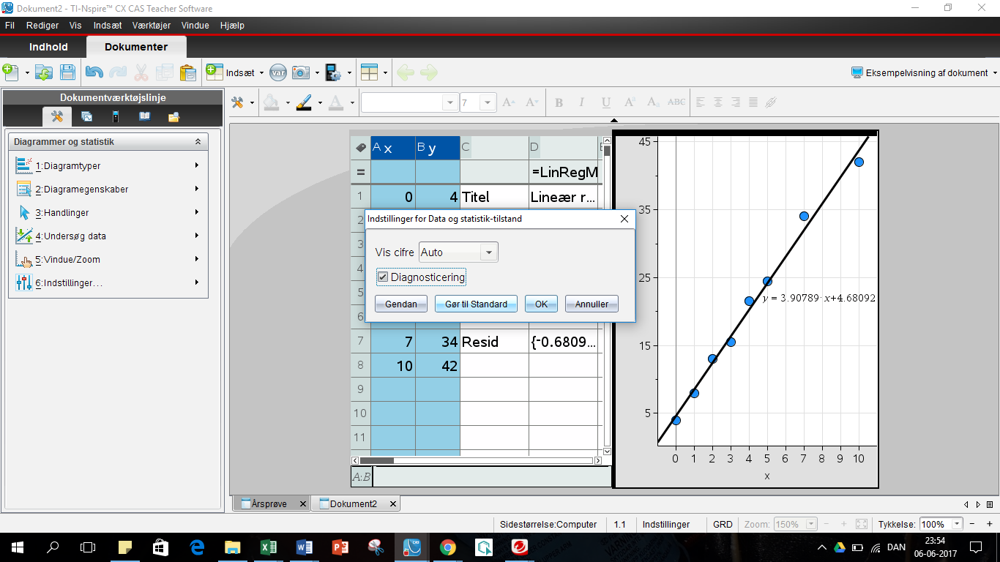 Dokument2 - TI-Nspire™ CX CAS Teacher Software
Fil Rediger Vis Indsæt Værktøjer Vindue Hjælp
Indhold Dokumenter
Indsæt var Eksempelvisning af dokument
Dokumentværktøjslinje
7 A A B I U A A ABC
Diagrammer og statistik
1:Diagramtyper
2:Diagramegenskaber
3:Handlinger
4:Undersøg data
5:Vindue/Zoom
6:Indstillinger...
A x B y C D
= =LinRegM
1 0 4 Titel Lineær r...
2
3
4
5
6
7 7 34 Resid {⁻0.6809...
8 10 42
9
10
11
A:B
Indstillinger for Data og statistik-tilstand
Vis cifre Auto
Diagnosticering
Gendan Gør til Standard OK Annuller
45
35
25
15
5
y = 3.90789·x+4.68092
0 1 2 3 4 5 6 7 8 9 10
x
Årsprøve Dokument2
Sidestørrelse:Computer 1.1 Indstillinger GRD Zoom: 150% Tykkelse: 100%
CAS DAN 23:54
06-06-2017